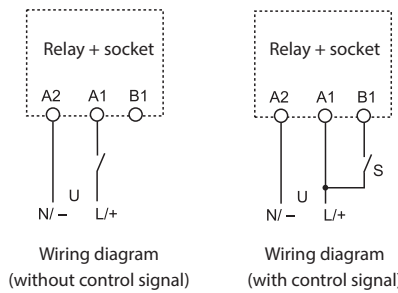 Relay + socket
A2 A1 B1
U
N/ – L/+
Wiring diagram
(without control signal)
Relay + socket
A2 A1 B1
S
U
N/ – L/+
Wiring diagram
(with control signal)